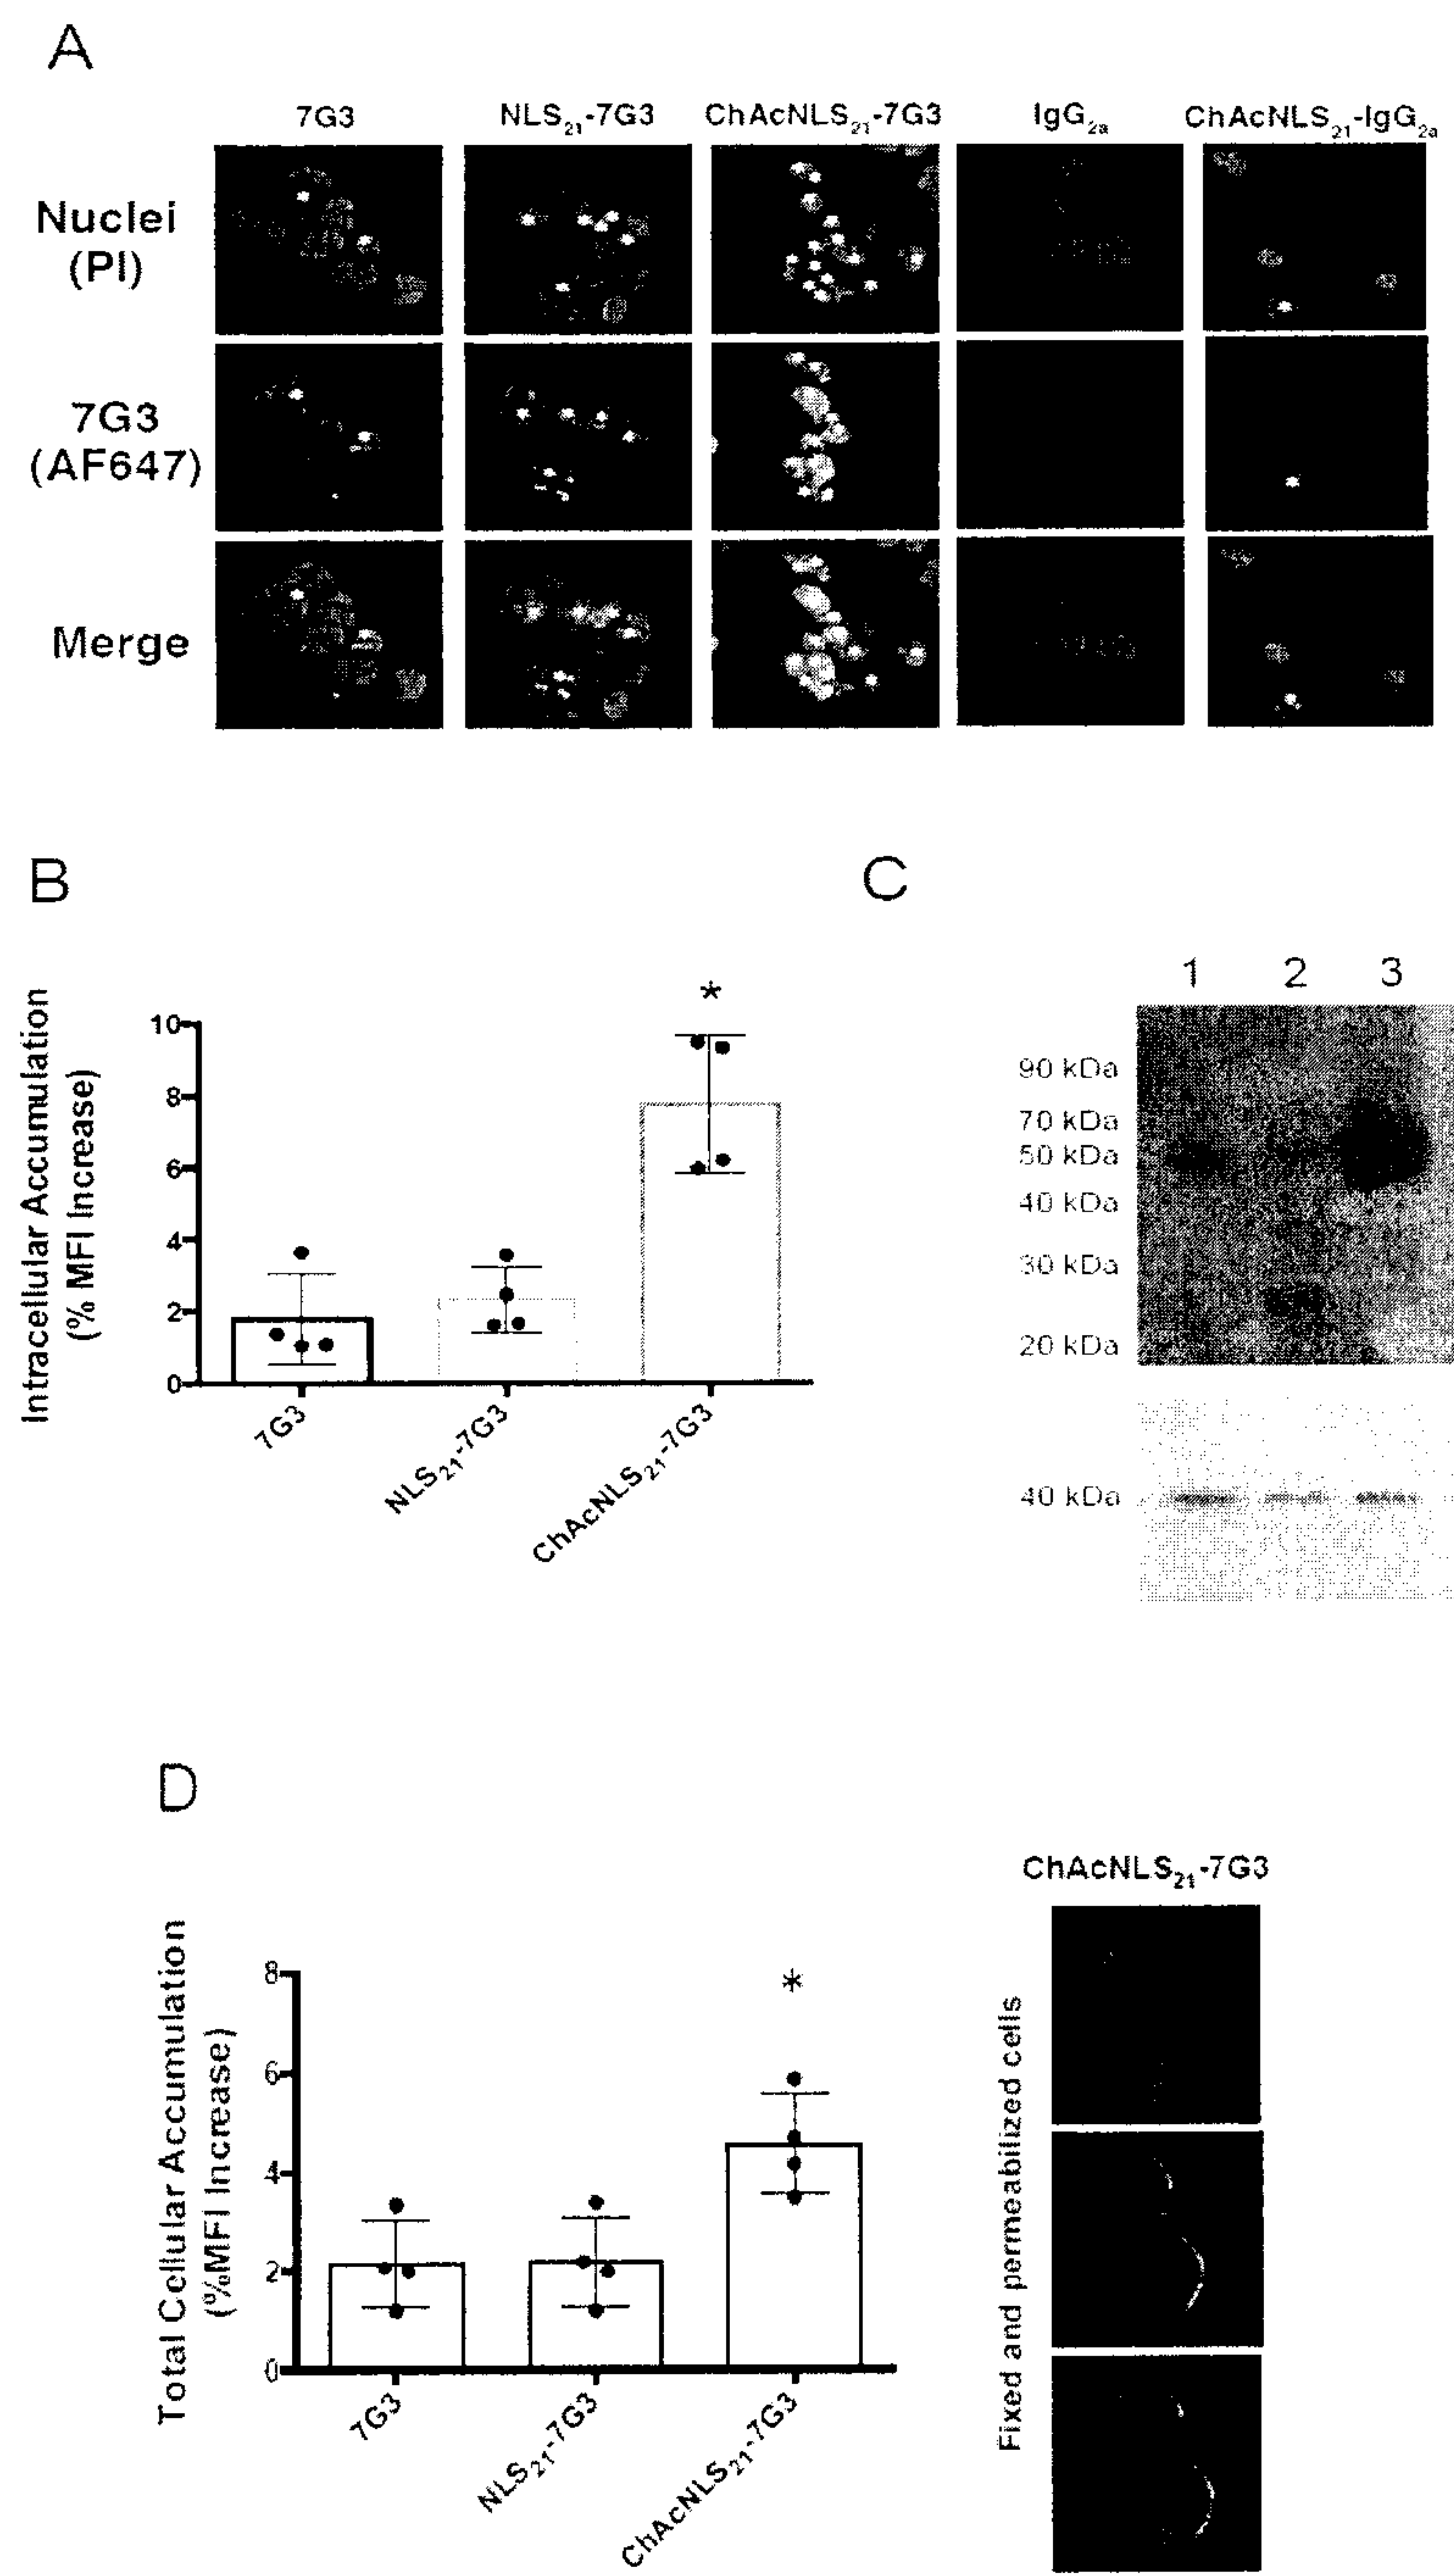 A
7G3 NLS21-7G3 ChAcNLS21-7G3 IgG2a ChAcNLS21-IgG2a
Nuclei
(PI)
7G3
(AF647)
Merge
B
Intracellular Accumulation
(% MFI Increase)
10
8
6
4
2
0
7G3
NLS21-7G3
ChAcNLS21-7G3
*
C
1 2 3
90 kDa
70 kDa
50 kDa
40 kDa
30 kDa
20 kDa
40 kDa
D
Total Cellular Accumulation
(%MFI Increase)
8
6
4
2
0
7G3
NLS21-7G3
ChAcNLS21-7G3
*
ChAcNLS21-7G3
Fixed and permeabilized cells